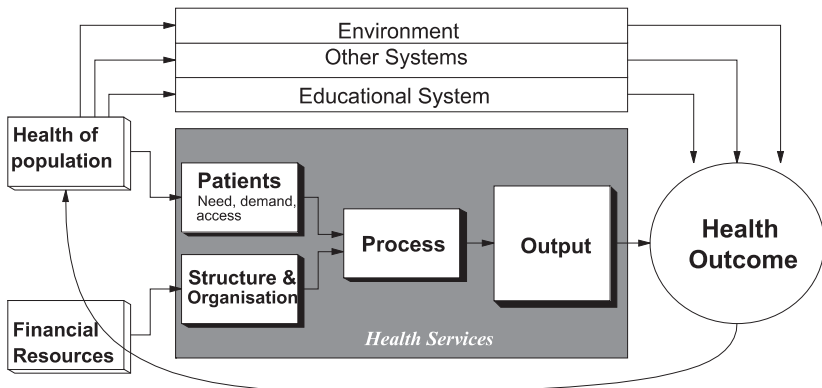 Environment
Other Systems
Educational System
Health of
population
Patients
Need, demand,
access
Structure &
Organisation
Process
Output
Health
Outcome
Financial
Resources
Health Services